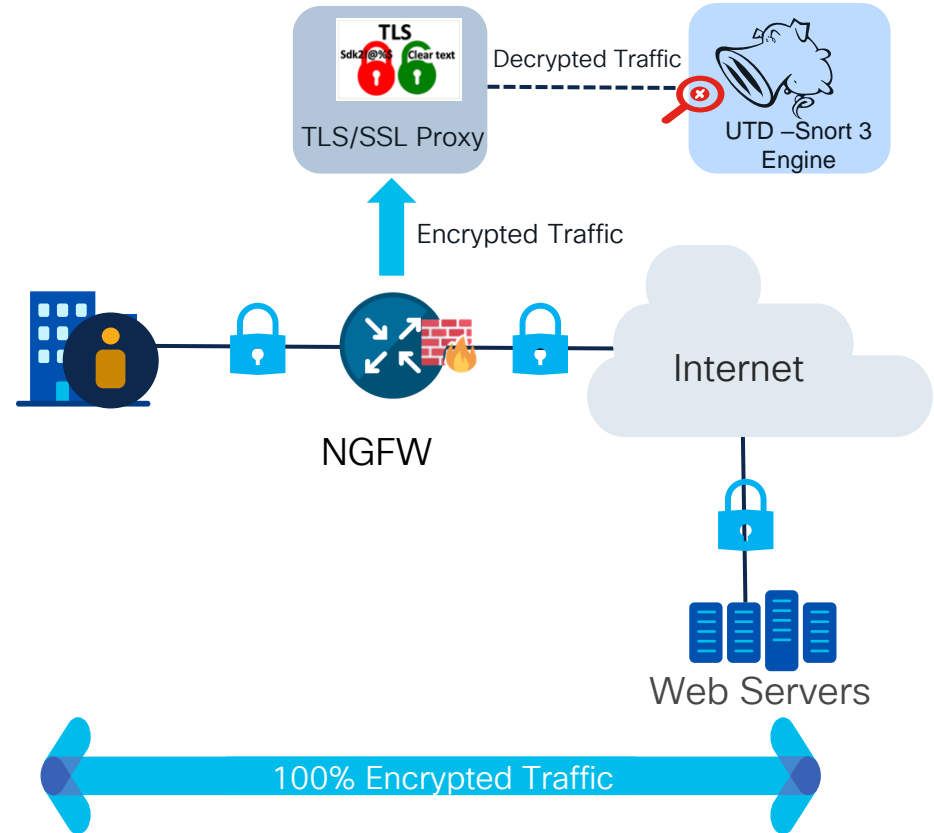 TLS
Sdk2!@%$ Clear text
Decrypted Traffic
TLS/SSL Proxy
UTD –Snort 3
Engine
Encrypted Traffic
Internet
NGFW
Web Servers
100% Encrypted Traffic